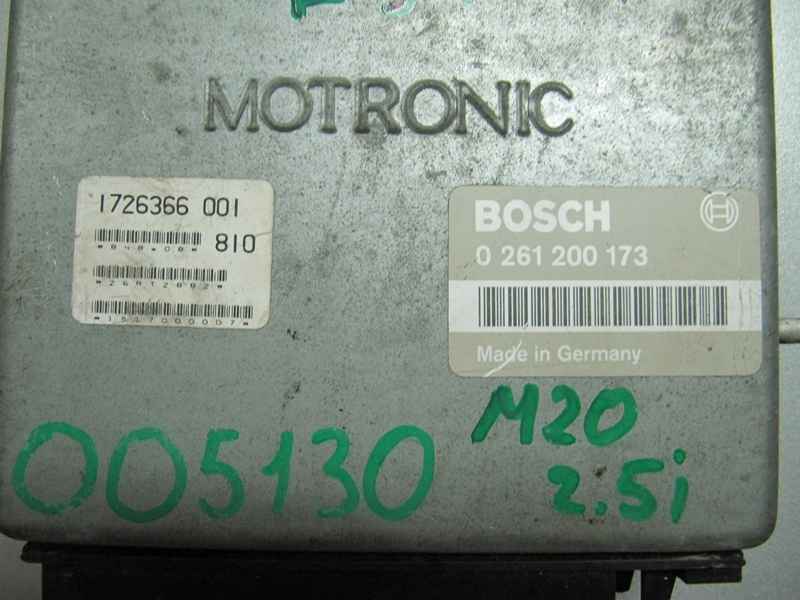 MOTRONIC
1726366 001
810
BOSCH
0 261 200 173
Made in Germany
M20
2.5i
005130